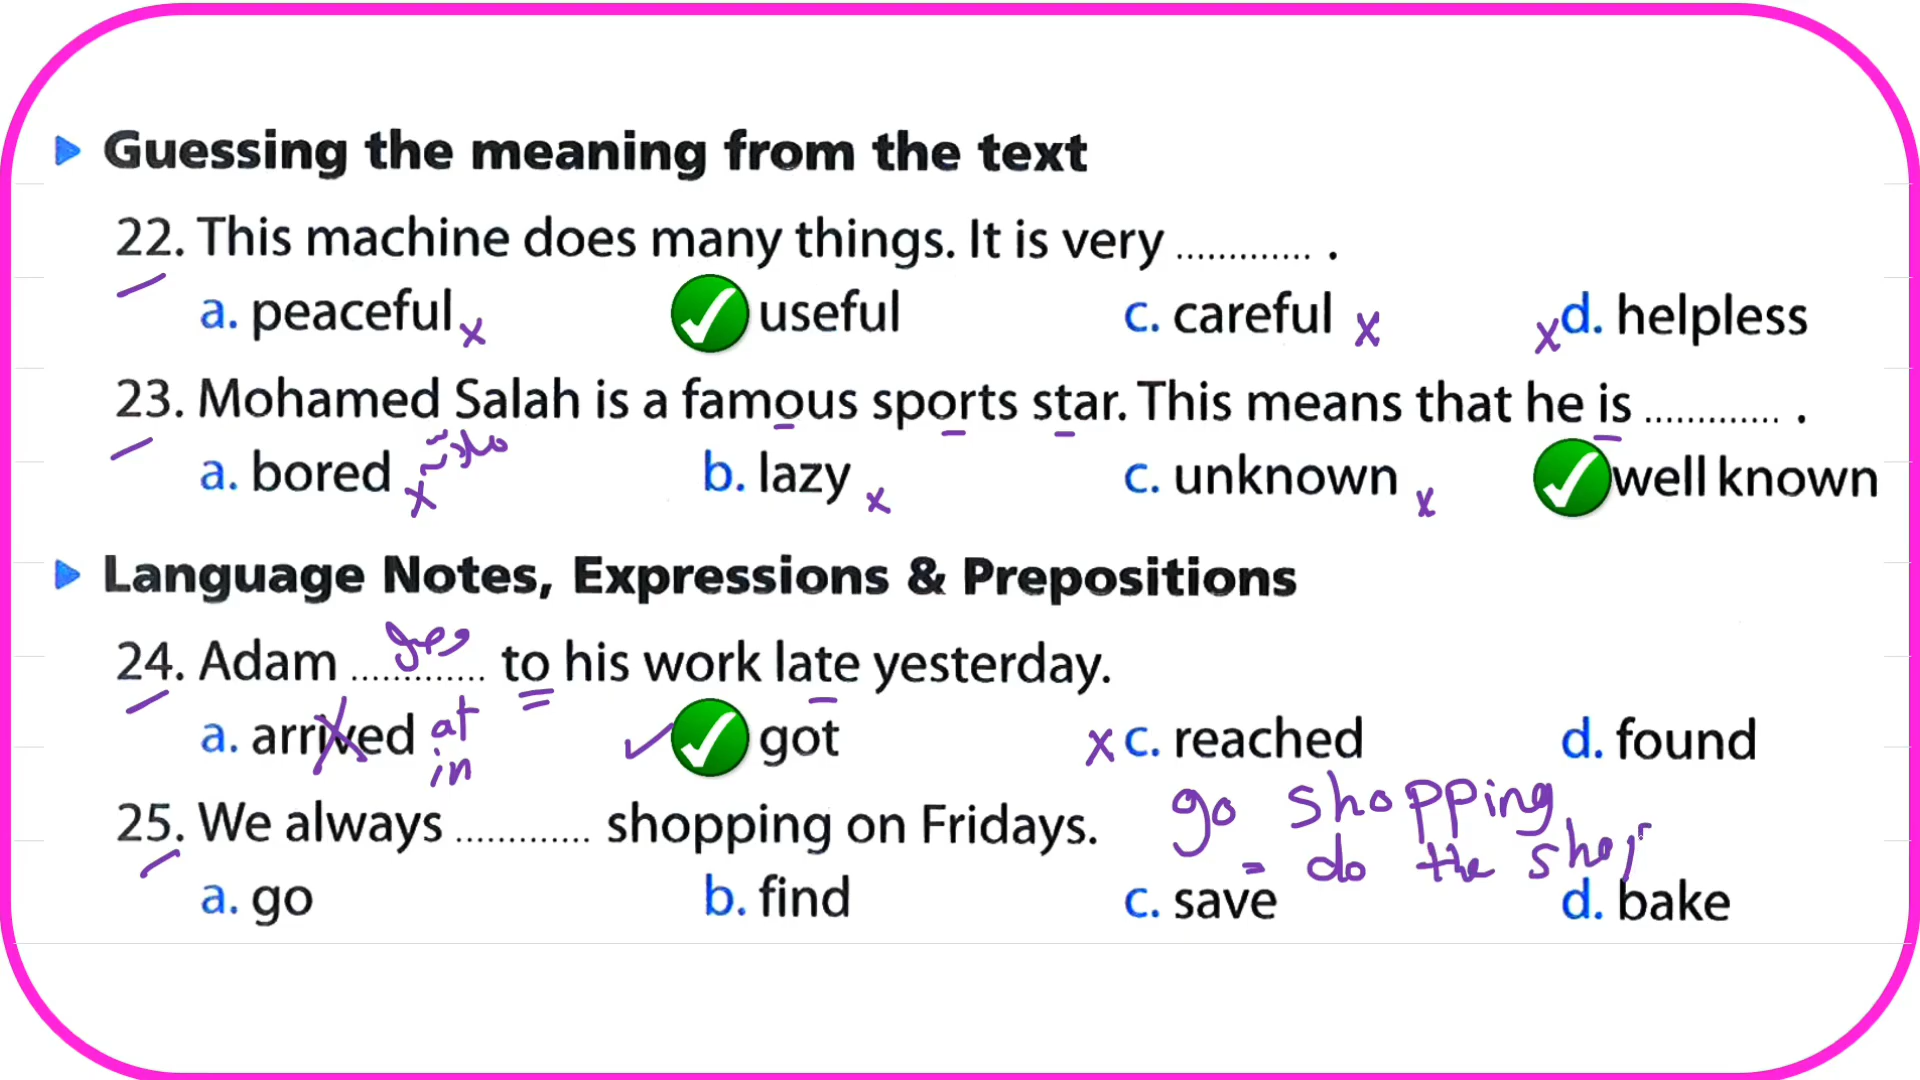 Guessing the meaning from the text
22. This machine does many things. It is very ............. .
a. peaceful x useful c. careful x x d. helpless
23. Mohamed Salah is a famous sports star. This means that he is ............. .
a. bored x b. lazy x c. unknown x well known
Language Notes, Expressions & Prepositions
24. Adam ............. to his work late yesterday.
a. arrived at in got x c. reached d. found
25. We always ............. shopping on Fridays.
go shopping
= do the shop
a. go b. find c. save d. bake